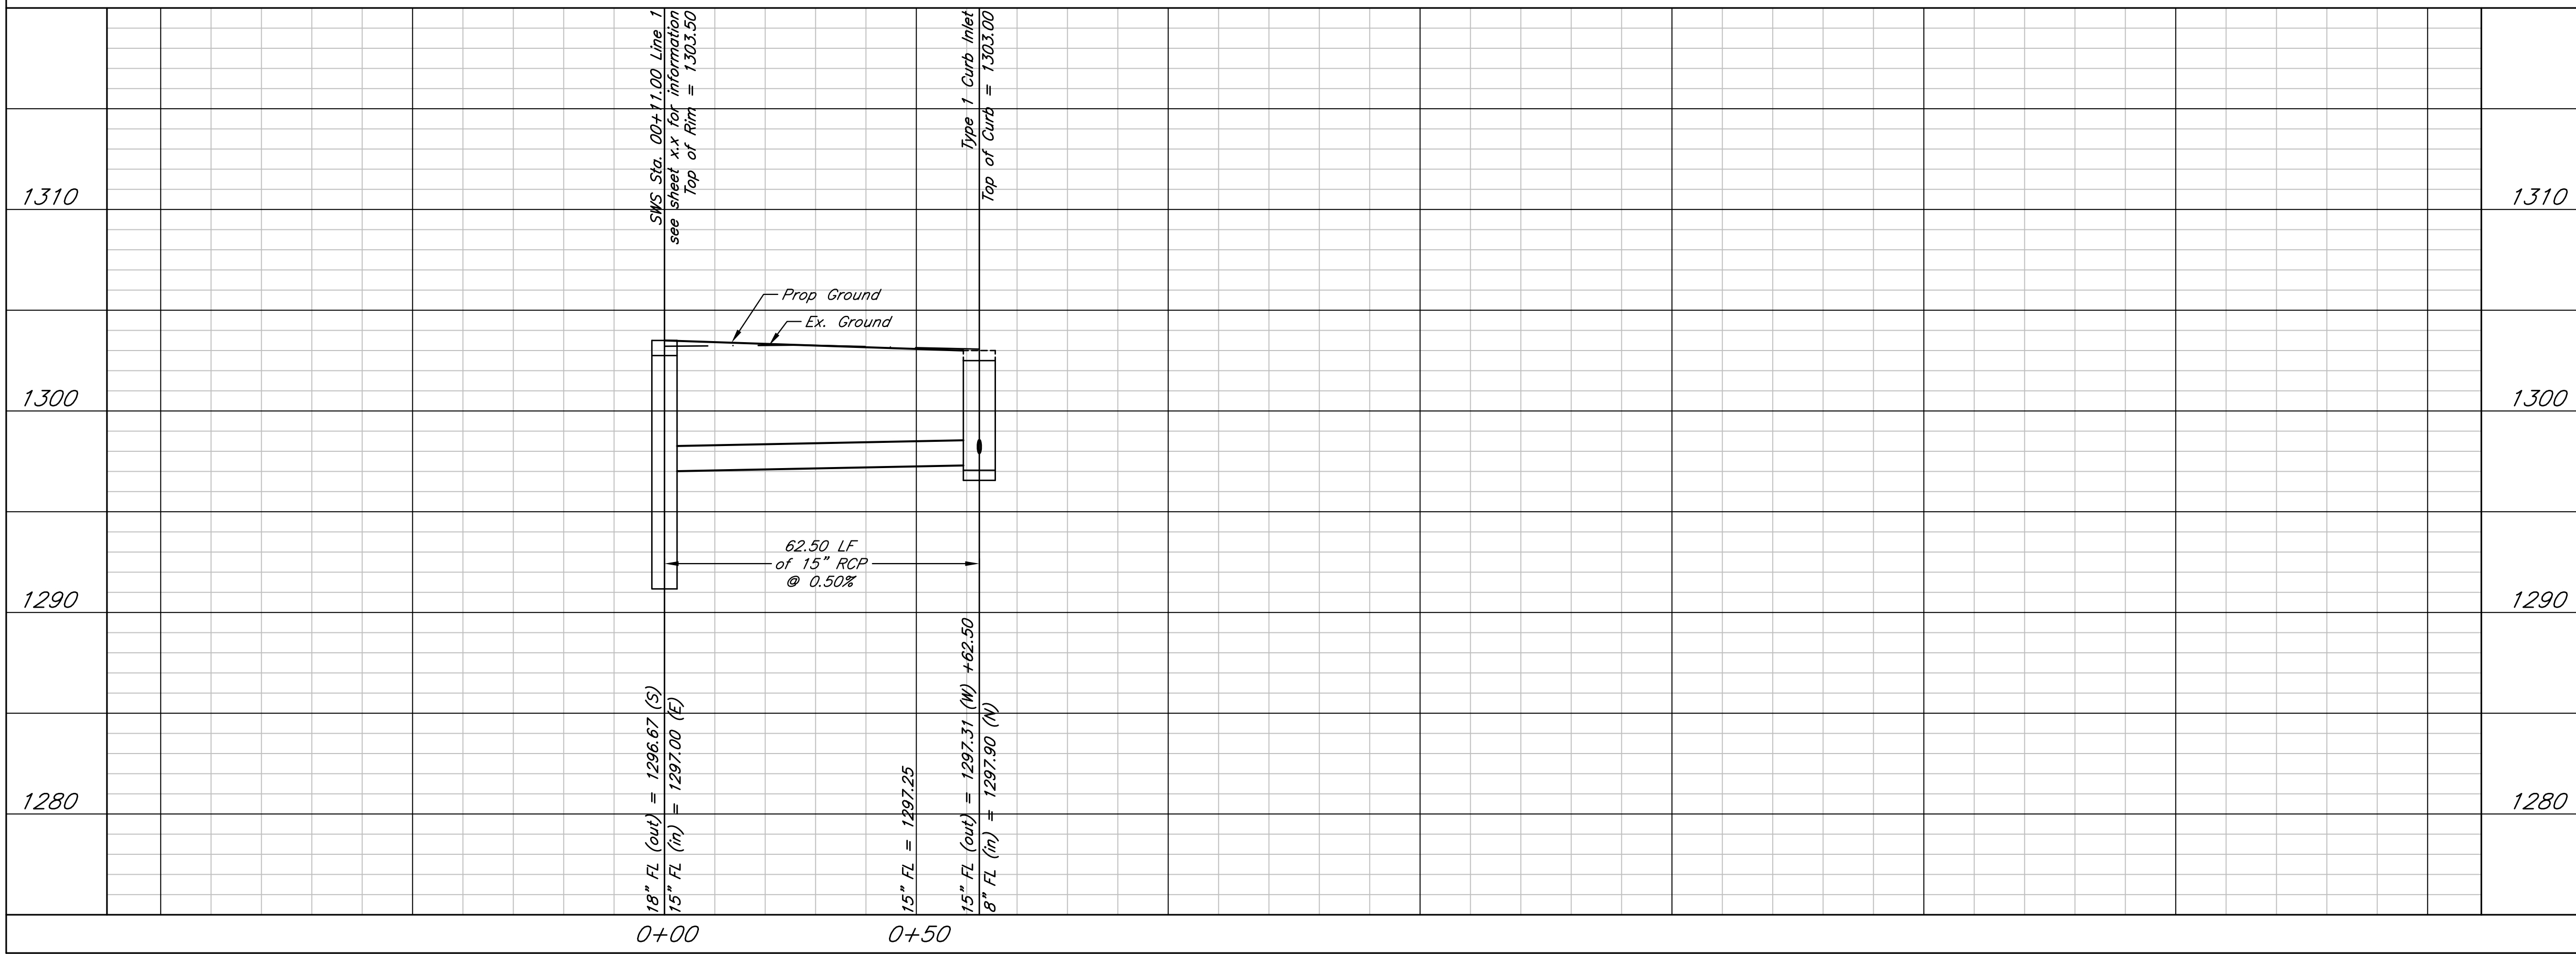 SWS Sta. 00+11.00 Line 1
see sheet x.x for information
Top of Rim = 1303.50
Type 1 Curb Inlet
Top of Curb = 1303.00
1310
1310
Prop Ground
Ex. Ground
1300
1300
62.50 LF
of 15" RCP
@ 0.50%
1290
1290
18" FL (out) = 1296.67 (S)
15" FL (in) = 1297.00 (E)
15" FL = 1297.25
15" FL (out) = 1297.31 (W) +62.50
8" FL (in) = 1297.90 (N)
1280
1280
0+00
0+50